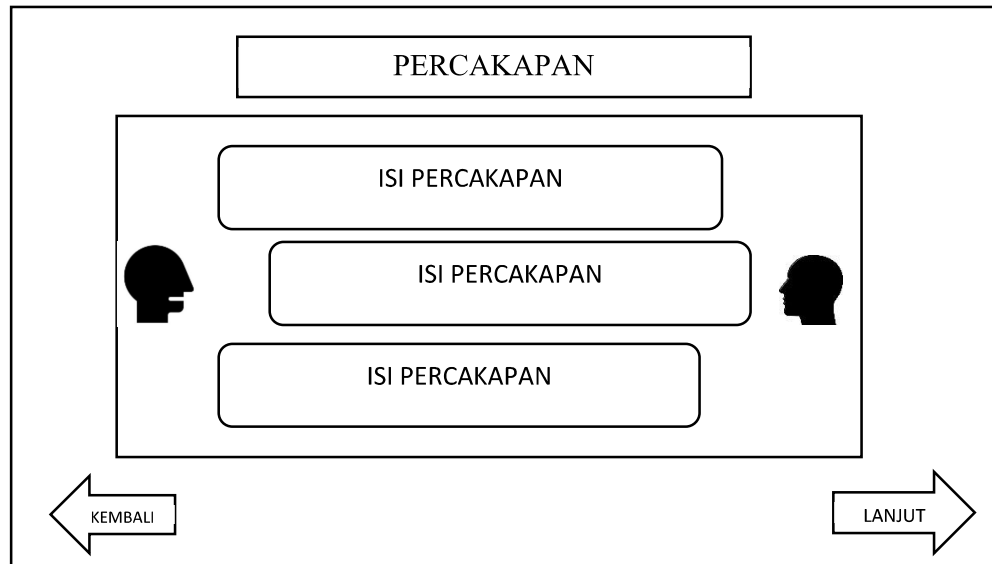 PERCAKAPAN
ISI PERCAKAPAN
ISI PERCAKAPAN
ISI PERCAKAPAN
KEMBALI
LANJUT